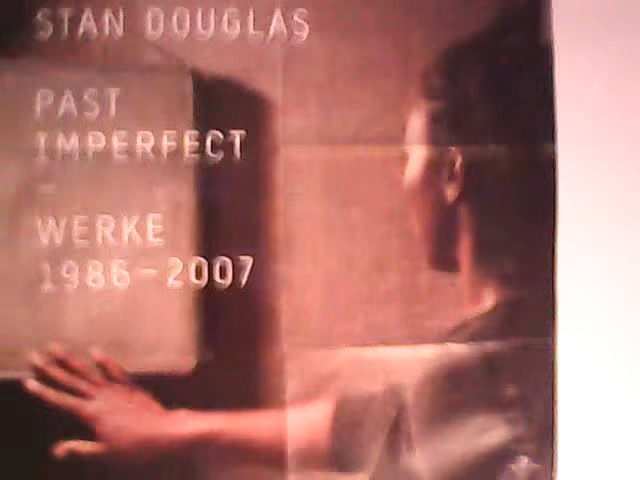 STAN DOUGLAS
PAST
IMPERFECT
–
WERKE
1986–2007